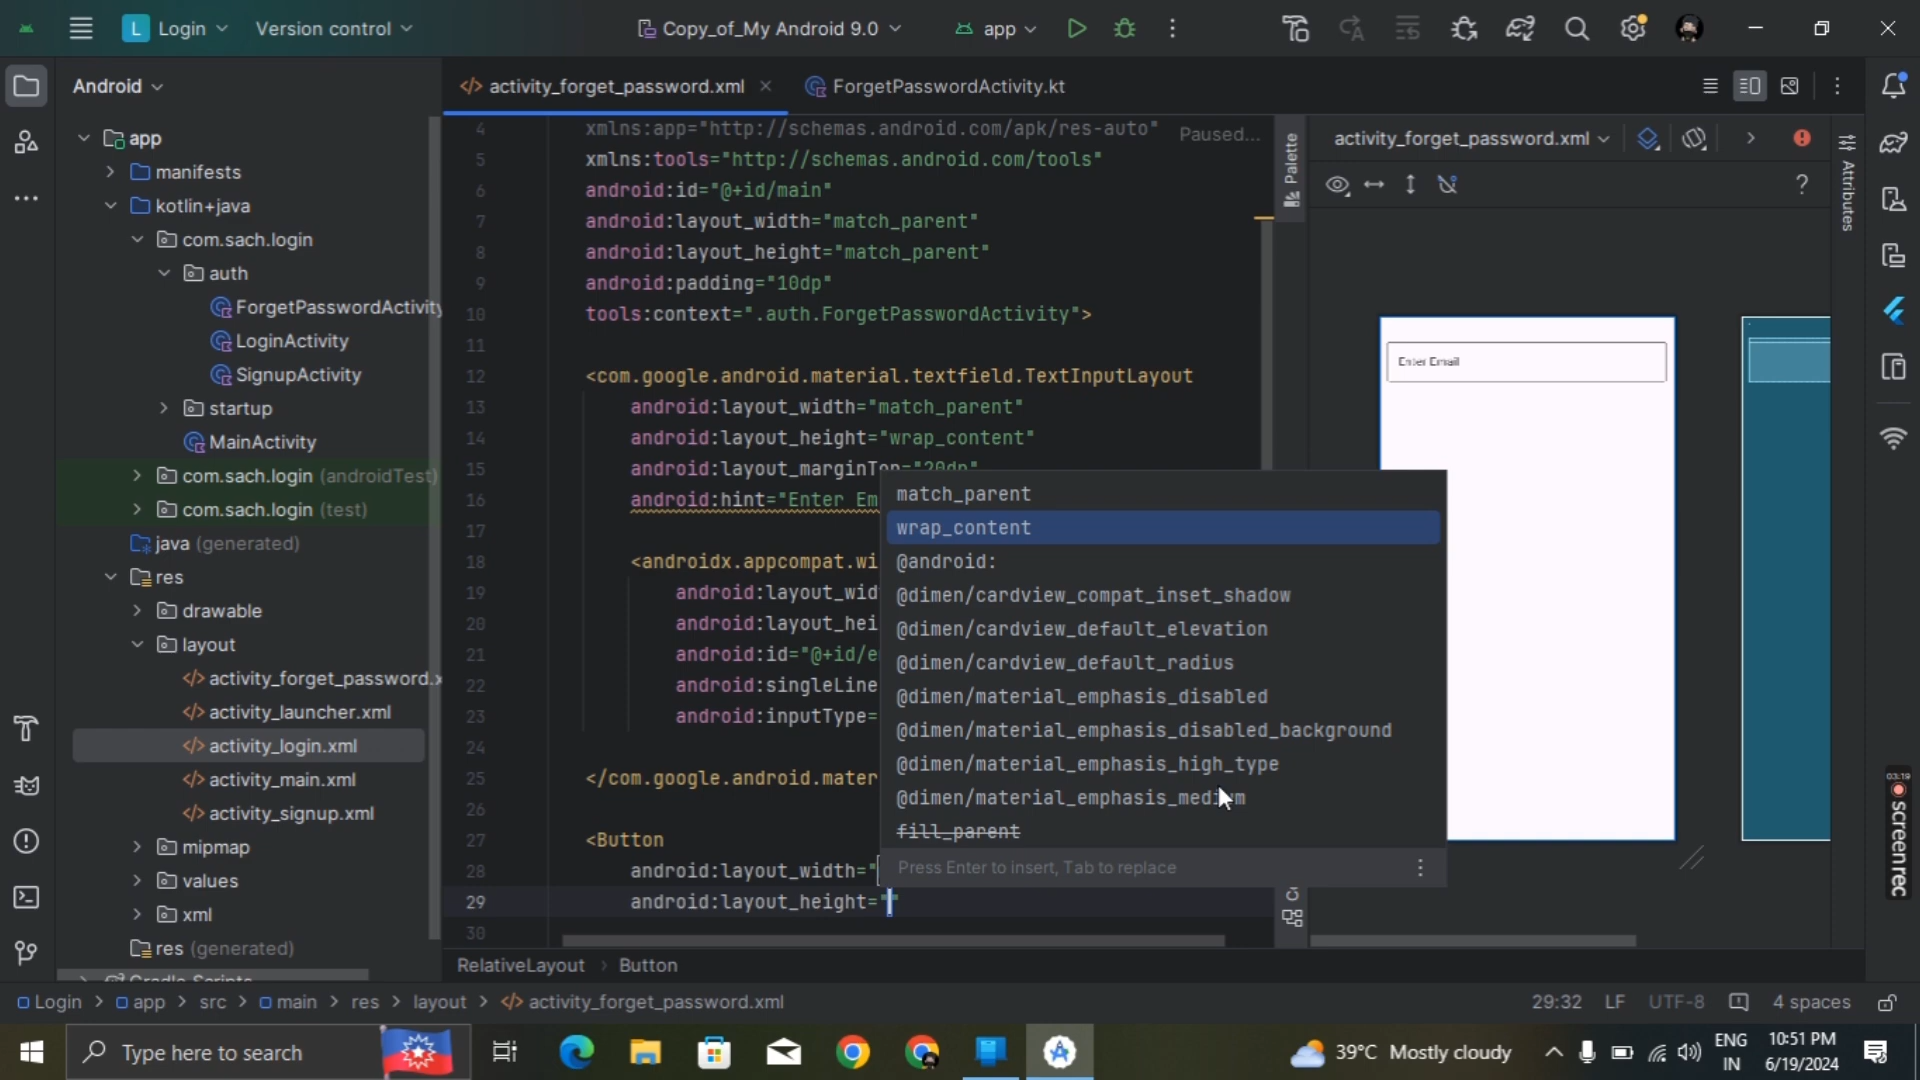 L Login Version control Copy_of_My Android 9.0 app
Android
app
manifests
kotlin+java
com.sach.login
auth
ForgetPasswordActivity
LoginActivity
SignupActivity
startup
MainActivity
com.sach.login (androidTest)
com.sach.login (test)
java (generated)
res
drawable
layout
activity_forget_password.x
activity_launcher.xml
activity_login.xml
activity_main.xml
activity_signup.xml
mipmap
values
xml
res (generated)
activity_forget_password.xml ForgetPasswordActivity.kt
4 xmlns:app="http://schemas.android.com/apk/res-auto" Paused...
5 xmlns:tools="http://schemas.android.com/tools"
6 android:id="@+id/main"
7 android:layout_width="match_parent"
8 android:layout_height="match_parent"
9 android:padding="10dp"
10 tools:context=".auth.ForgetPasswordActivity">
11
12 <com.google.android.material.textfield.TextInputLayout
13 android:layout_width="match_parent"
14 android:layout_height="wrap_content"
15 android:layout_marginTop="20dp"
16 android:hint="Enter Em
17
18 <androidx.appcompat.wi
19 android:layout_wid
20 android:layout_hei
21 android:id="@+id/e
22 android:singleLine
23 android:inputType=
24
25 </com.google.android.mater
26
27 <Button
28 android:layout_width="
29 android:layout_height=""
30
match_parent
wrap_content
@android:
@dimen/cardview_compat_inset_shadow
@dimen/cardview_default_elevation
@dimen/cardview_default_radius
@dimen/material_emphasis_disabled
@dimen/material_emphasis_disabled_background
@dimen/material_emphasis_high_type
@dimen/material_emphasis_medium
fill_parent
Press Enter to insert, Tab to replace
RelativeLayout > Button
Palette
activity_forget_password.xml
?
Enter Email
Attributes
03:19
screen rec
Login > app > src > main > res > layout > activity_forget_password.xml
29:32 LF UTF-8 4 spaces
Type here to search
39°C Mostly cloudy
ENG
IN
10:51 PM
6/19/2024